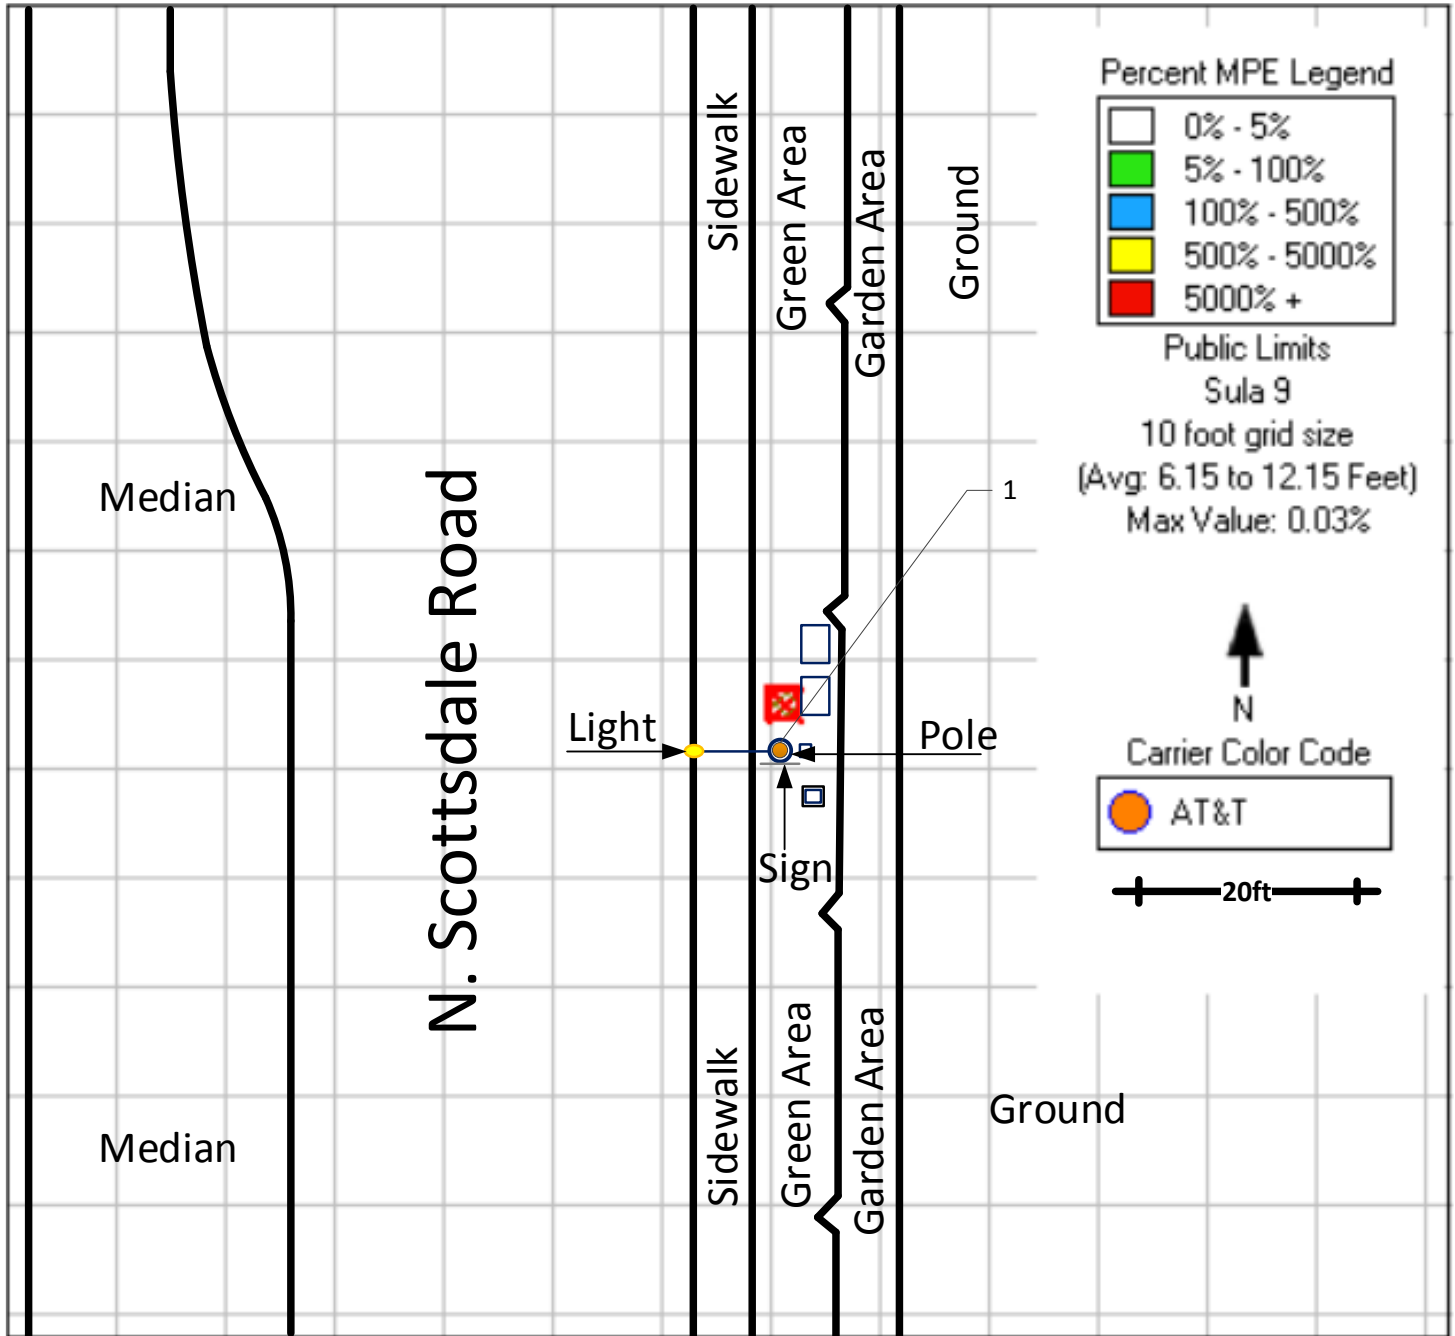 Percent MPE Legend
0% - 5%
5% - 100%
100% - 500%
500% - 5000%
5000% +
Public Limits
Sula 9
10 foot grid size
(Avg: 6.15 to 12.15 Feet)
Max Value: 0.03%
N
Carrier Color Code
AT&T
20ft
Sidewalk
Green Area
Garden Area
Ground
Median
N. Scottsdale Road
1
Light
Pole
Sign
Median
Sidewalk
Green Area
Garden Area
Ground